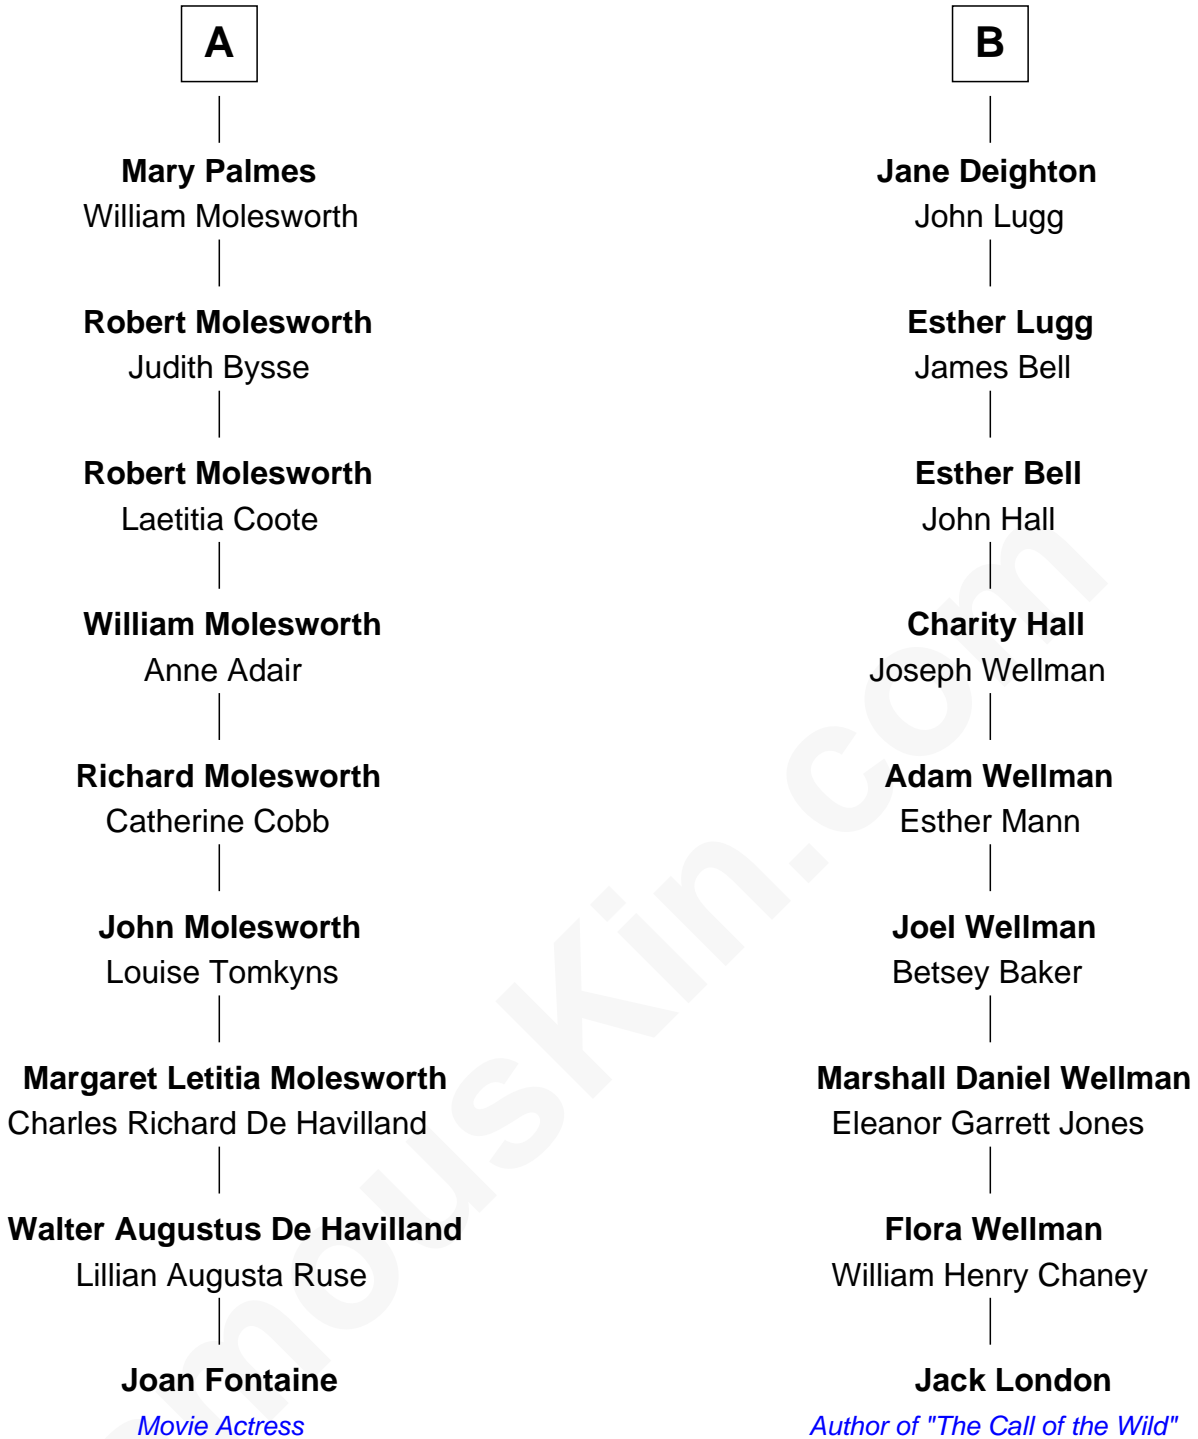 A
Mary Palmes
William Molesworth
Robert Molesworth
Judith Bysse
Robert Molesworth
Laetitia Coote
William Molesworth
Anne Adair
Richard Molesworth
Catherine Cobb
John Molesworth
Louise Tomkyns
Margaret Letitia Molesworth
Charles Richard De Havilland
Walter Augustus De Havilland
Lillian Augusta Ruse
Joan Fontaine
Movie Actress
B
Jane Deighton
John Lugg
Esther Lugg
James Bell
Esther Bell
John Hall
Charity Hall
Joseph Wellman
Adam Wellman
Esther Mann
Joel Wellman
Betsey Baker
Marshall Daniel Wellman
Eleanor Garrett Jones
Flora Wellman
William Henry Chaney
Jack London
Author of "The Call of the Wild"
mousKin.com